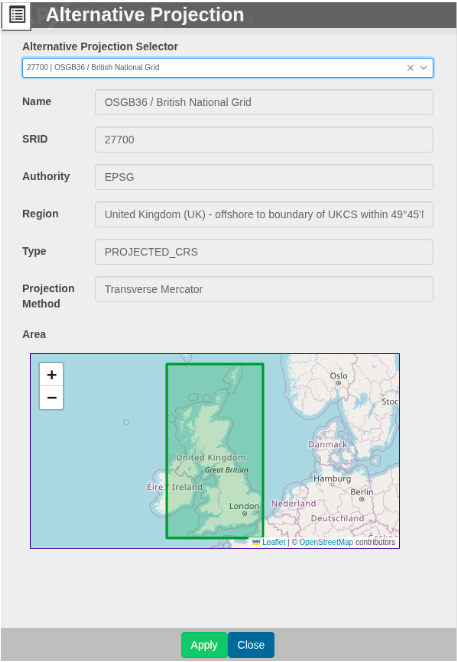 Alternative Projection
Alternative Projection Selector
27700 | OSGB36 / British National Grid
Name
OSGB36 / British National Grid
SRID
27700
Authority
EPSG
Region
United Kingdom (UK) - offshore to boundary of UKCS within 49°45'
Type
PROJECTED_CRS
Projection
Method
Transverse Mercator
Area
+
−
Oslo
Danmark
United Kingdom
Great Britain
Éire / Ireland
Hamburg
Berlin
London
Nederland
Deutschland
Leaflet | © OpenStreetMap contributors
Apply
Close